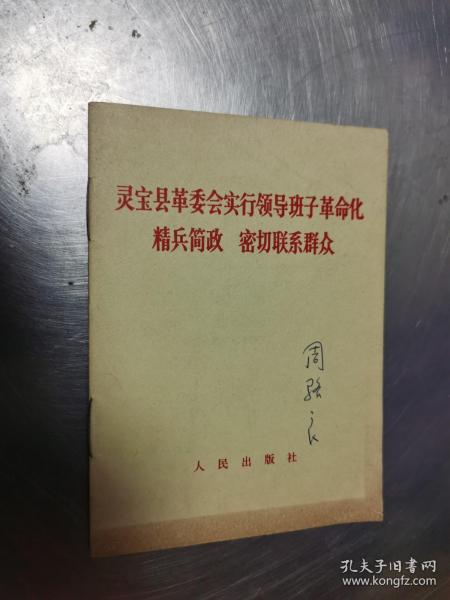 灵宝县革委会实行领导班子革命化
精兵简政 密切联系群众
周
良
人民出版社
孔夫子旧书网
www.kongfz.com